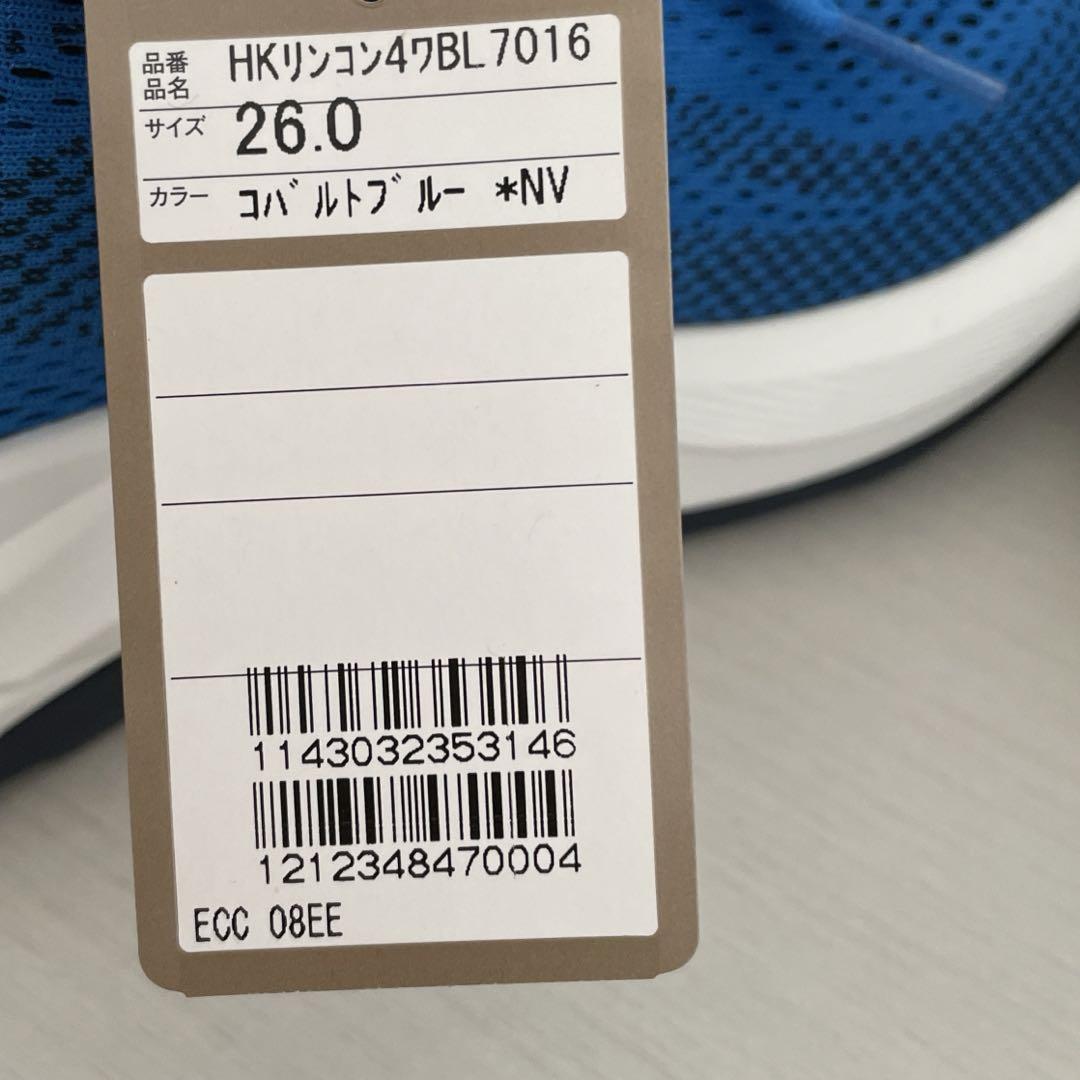 品番 HKリンコン4ワBL7016
品名
サイズ 26.0
カラー コバルトブルー *NV
1143032353146
1212348470004
ECC 08EE